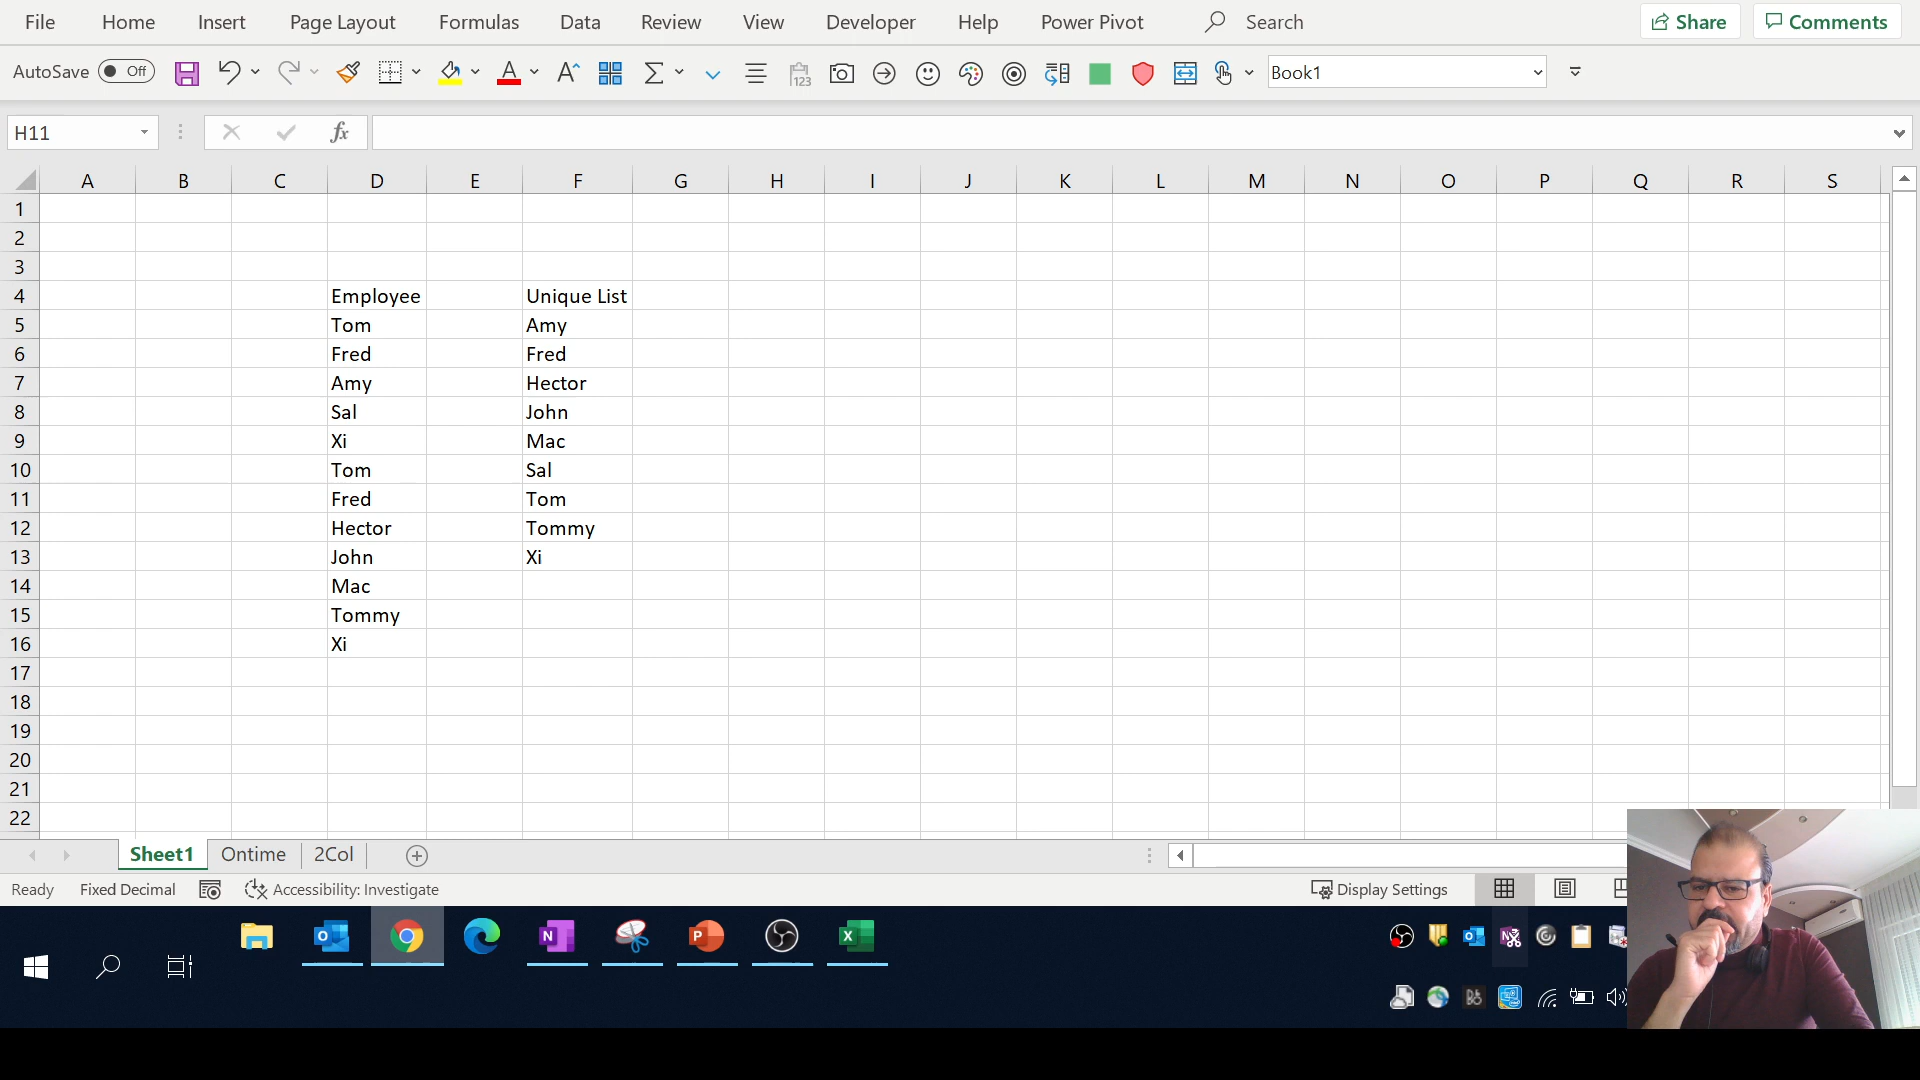 File Home Insert Page Layout Formulas Data Review View Developer Help Power Pivot Search Share Comments
AutoSave Off Book1
H11 fx
A B C D E F G H I J K L M N O P Q R S
1
2
3
4 Employee Unique List
5 Tom Amy
6 Fred Fred
7 Amy Hector
8 Sal John
9 Xi Mac
10 Tom Sal
11 Fred Tom
12 Hector Tommy
13 John Xi
14 Mac
15 Tommy
16 Xi
17
18
19
20
21
22
Sheet1 Ontime 2Col
Ready Fixed Decimal Accessibility: Investigate Display Settings